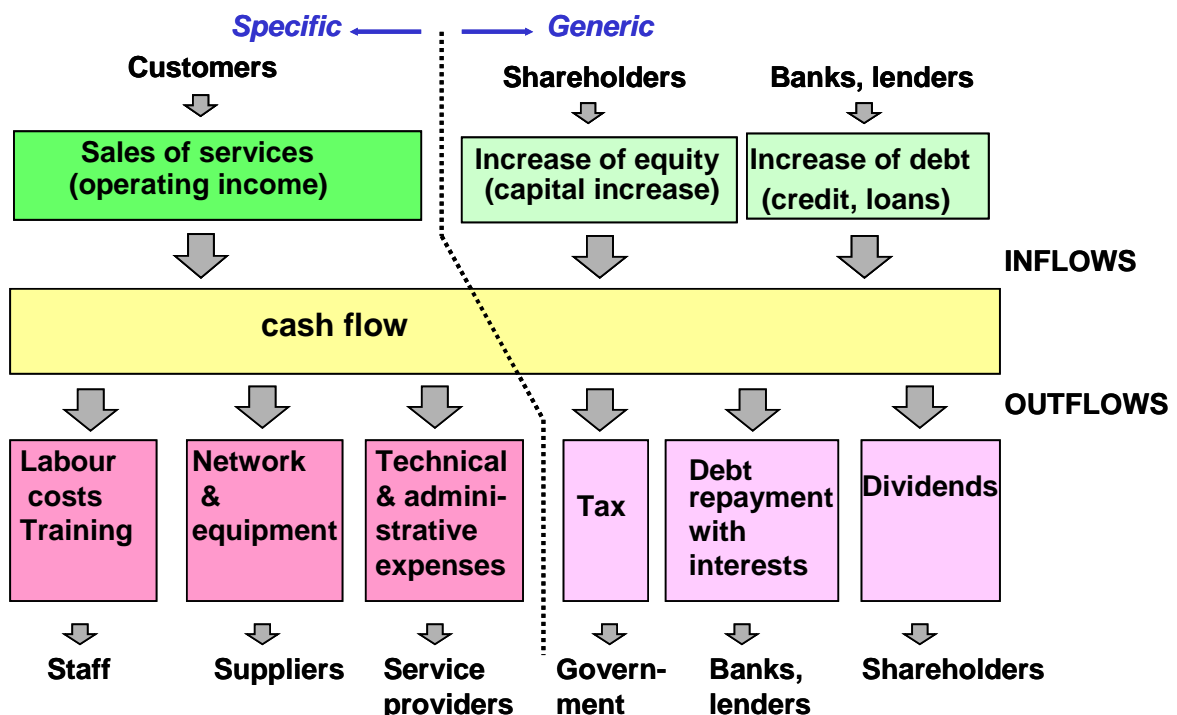 Specific
Generic
Customers
Shareholders
Banks, lenders
Sales of services
(operating income)
Increase of equity
(capital increase)
Increase of debt
(credit, loans)
INFLOWS
cash flow
OUTFLOWS
Labour
costs
Training
Network
&
equipment
Technical
& admini-
strative
expenses
Tax
Debt
repayment
with
interests
Dividends
Staff
Suppliers
Service
providers
Govern-
ment
Banks,
lenders
Shareholders